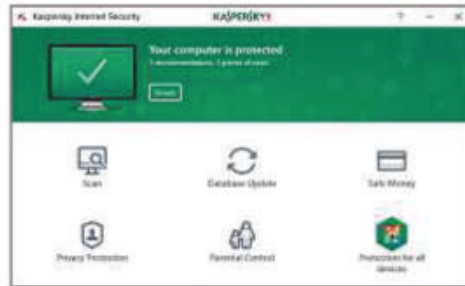 Kaspersky Internet Security
KASPERSKY
?
Your computer is protected
Details
Scan
Database Update
Safe Money
Privacy Protection
Parental Control
Protection for all
devices